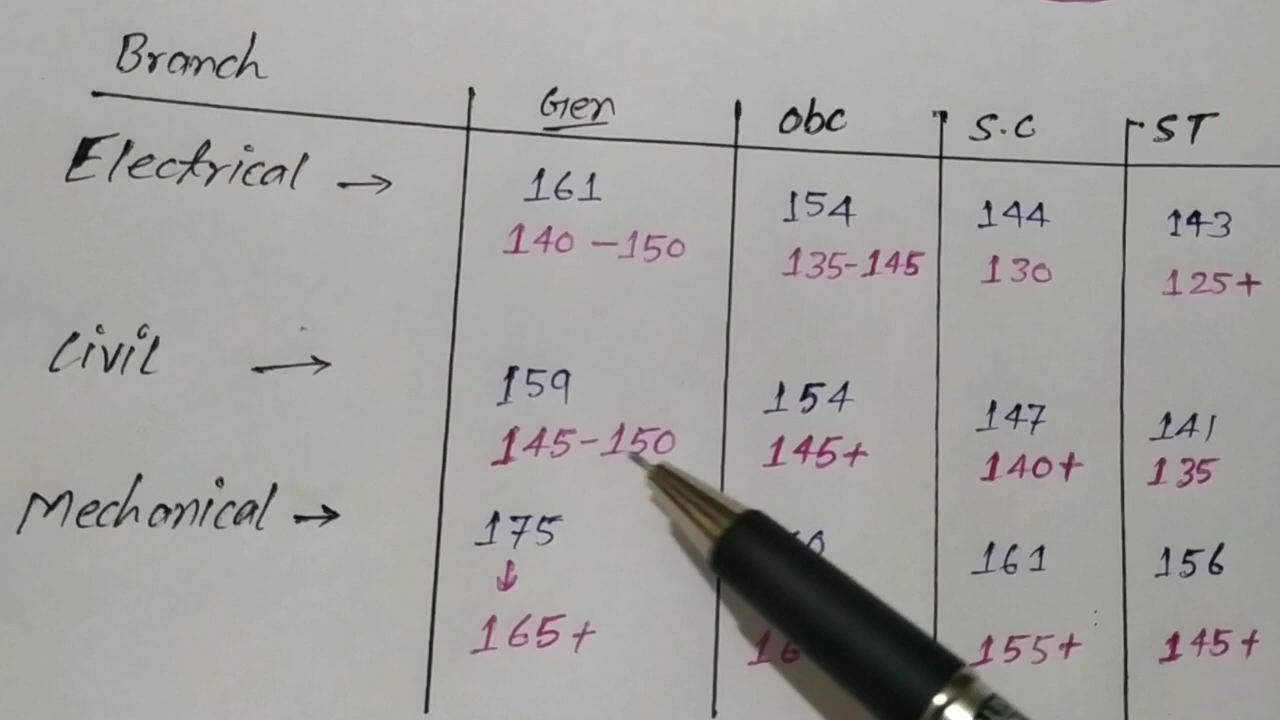 Branch
Gen obc S.C ST
Electrical → 161 154 144 143
140-150 135-145 130 125+
Civil → 159 154 147 141
145-150 145+ 140+ 135
Mechanical → 175 161 156
↓
165+ 155+ 145+